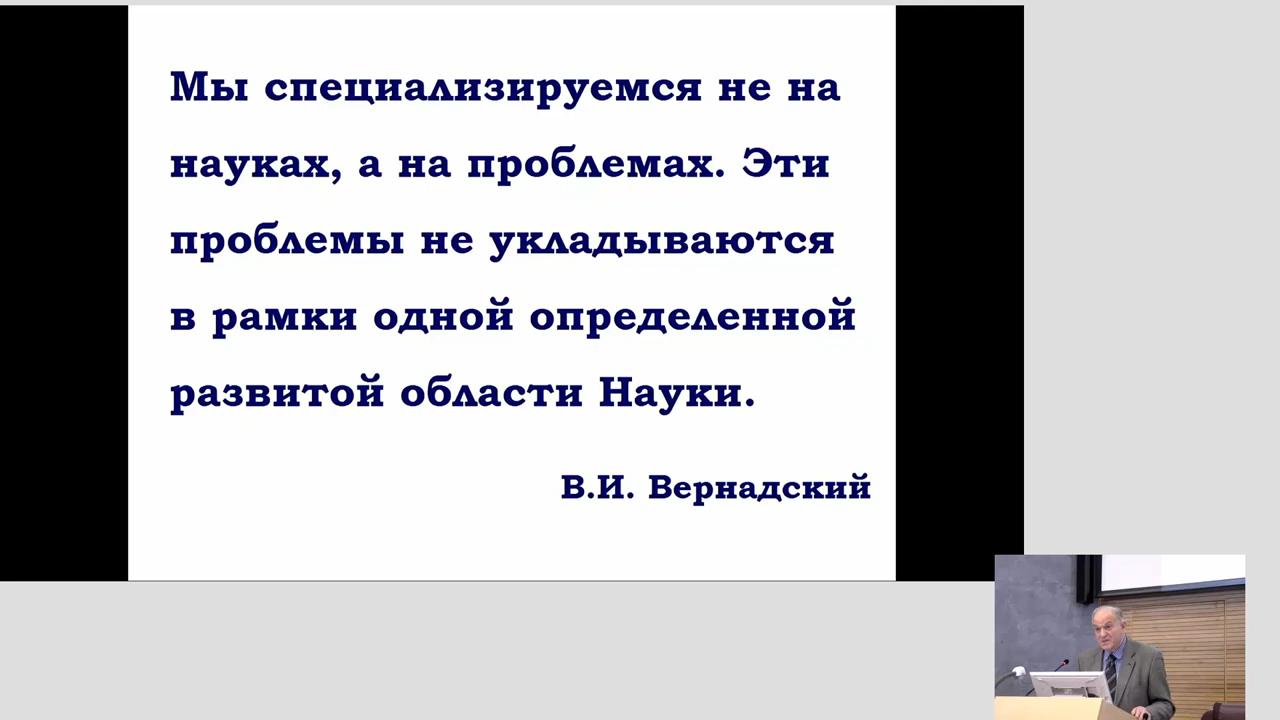 Мы специализируемся не на
науках, а на проблемах. Эти
проблемы не укладываются
в рамки одной определенной
развитой области Науки.
В.И. Вернадский